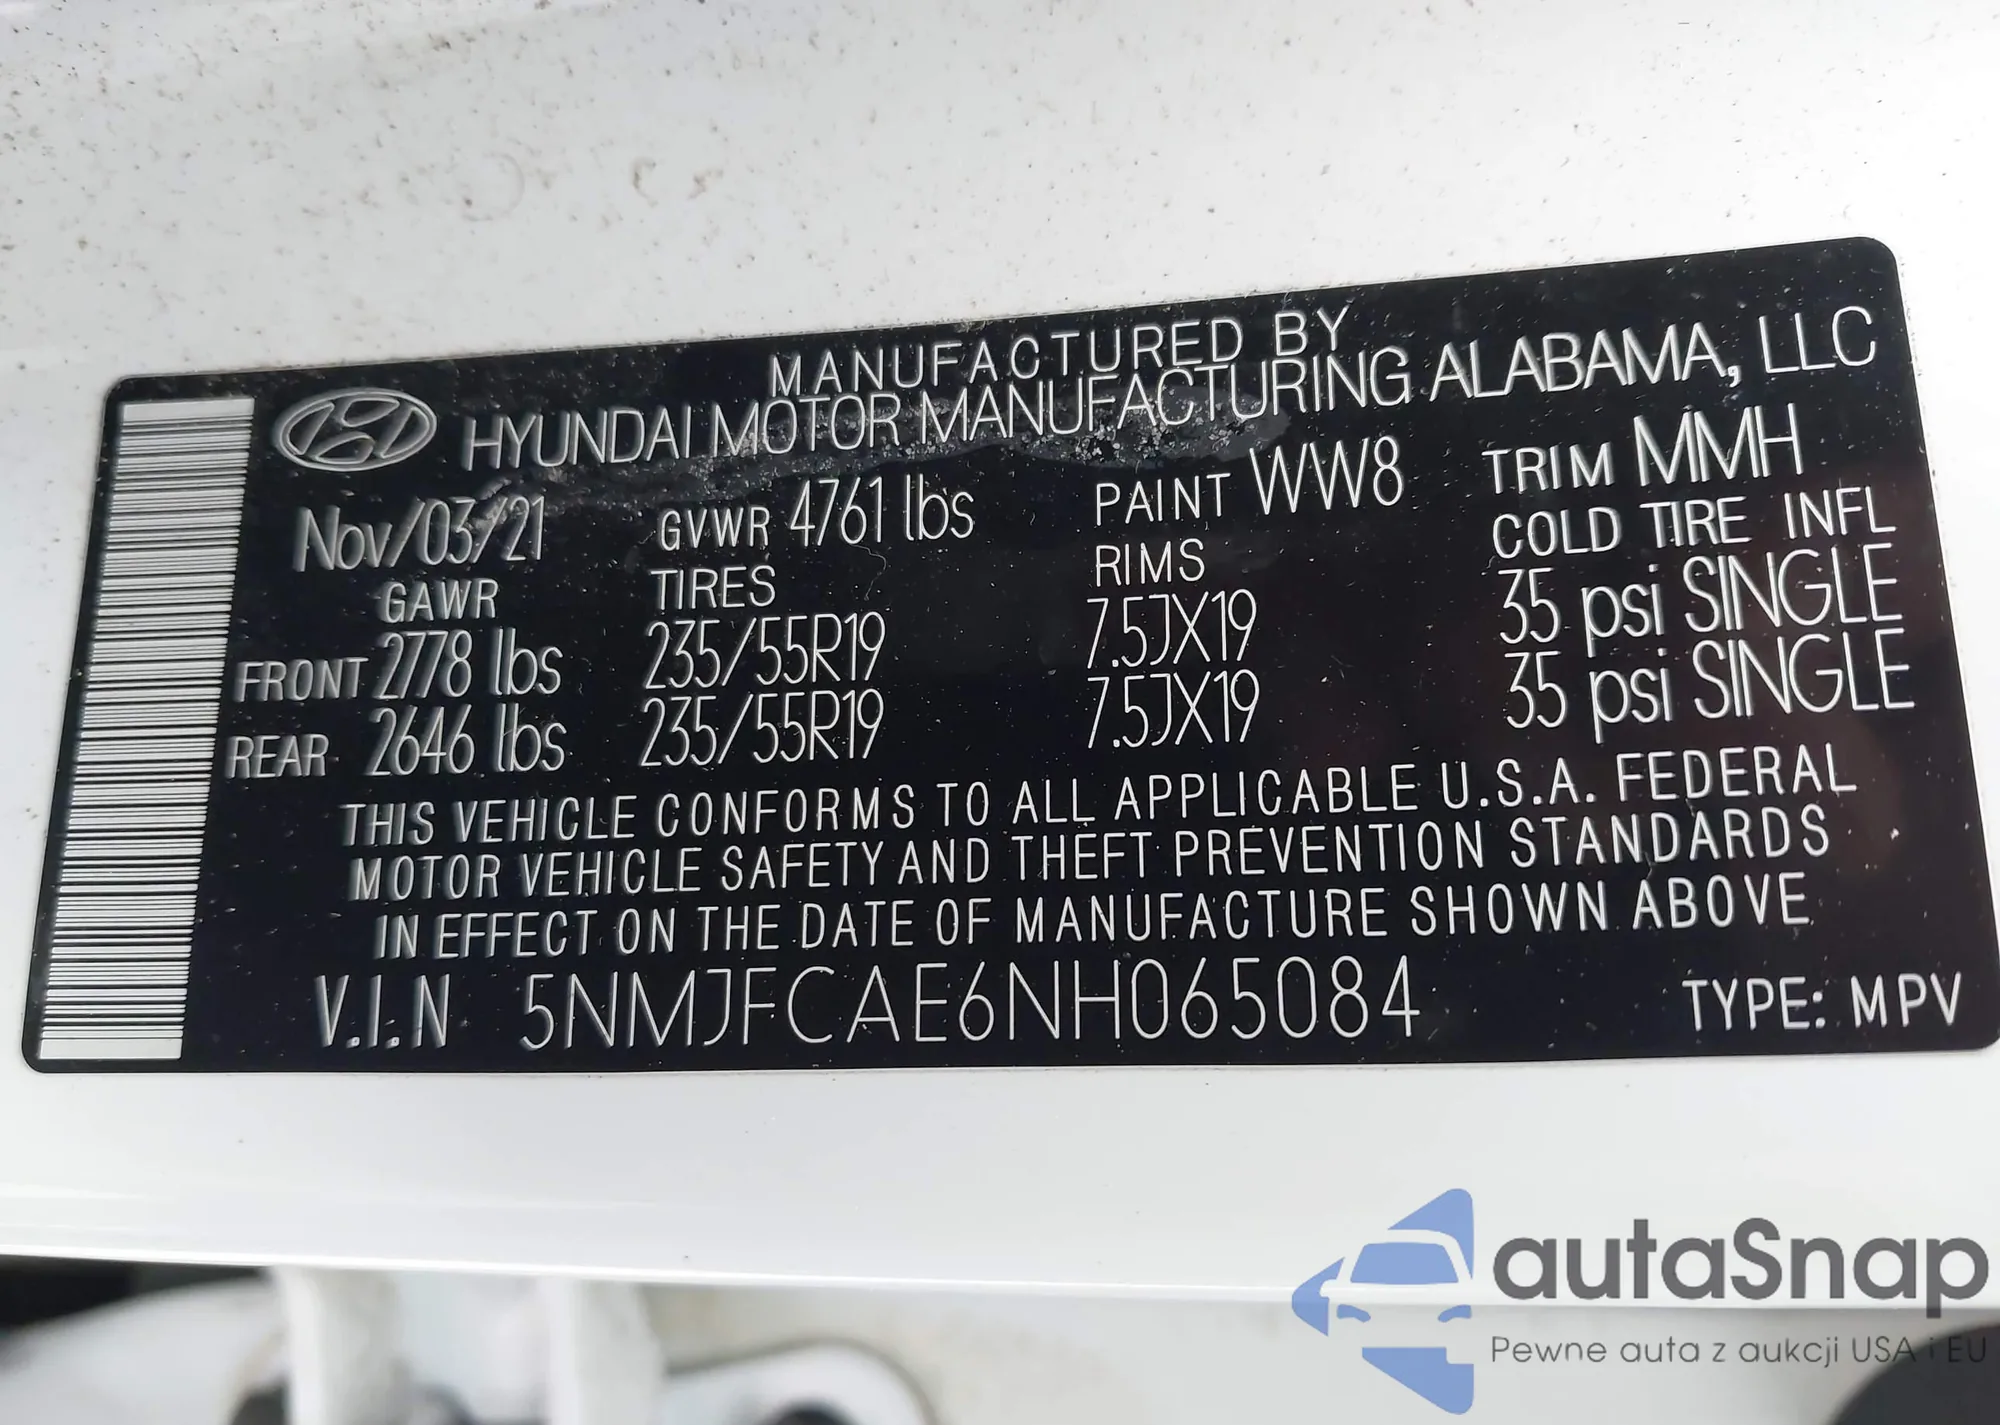 MANUFACTURED BY
HYUNDAI MOTOR MANUFACTURING ALABAMA, LLC
Nov/03/21 GVWR 4761 lbs PAINT WW8 TRIM MMH
GAWR TIRES RIMS COLD TIRE INFL
FRONT 2778 lbs 235/55R19 7.5JX19 35 psi SINGLE
REAR 2646 lbs 235/55R19 7.5JX19 35 psi SINGLE
THIS VEHICLE CONFORMS TO ALL APPLICABLE U.S.A. FEDERAL
MOTOR VEHICLE SAFETY AND THEFT PREVENTION STANDARDS
IN EFFECT ON THE DATE OF MANUFACTURE SHOWN ABOVE
V.I.N 5NMJFCAE6NH065084 TYPE: MPV
autaSnap
Pewne auta z aukcji USA i EU